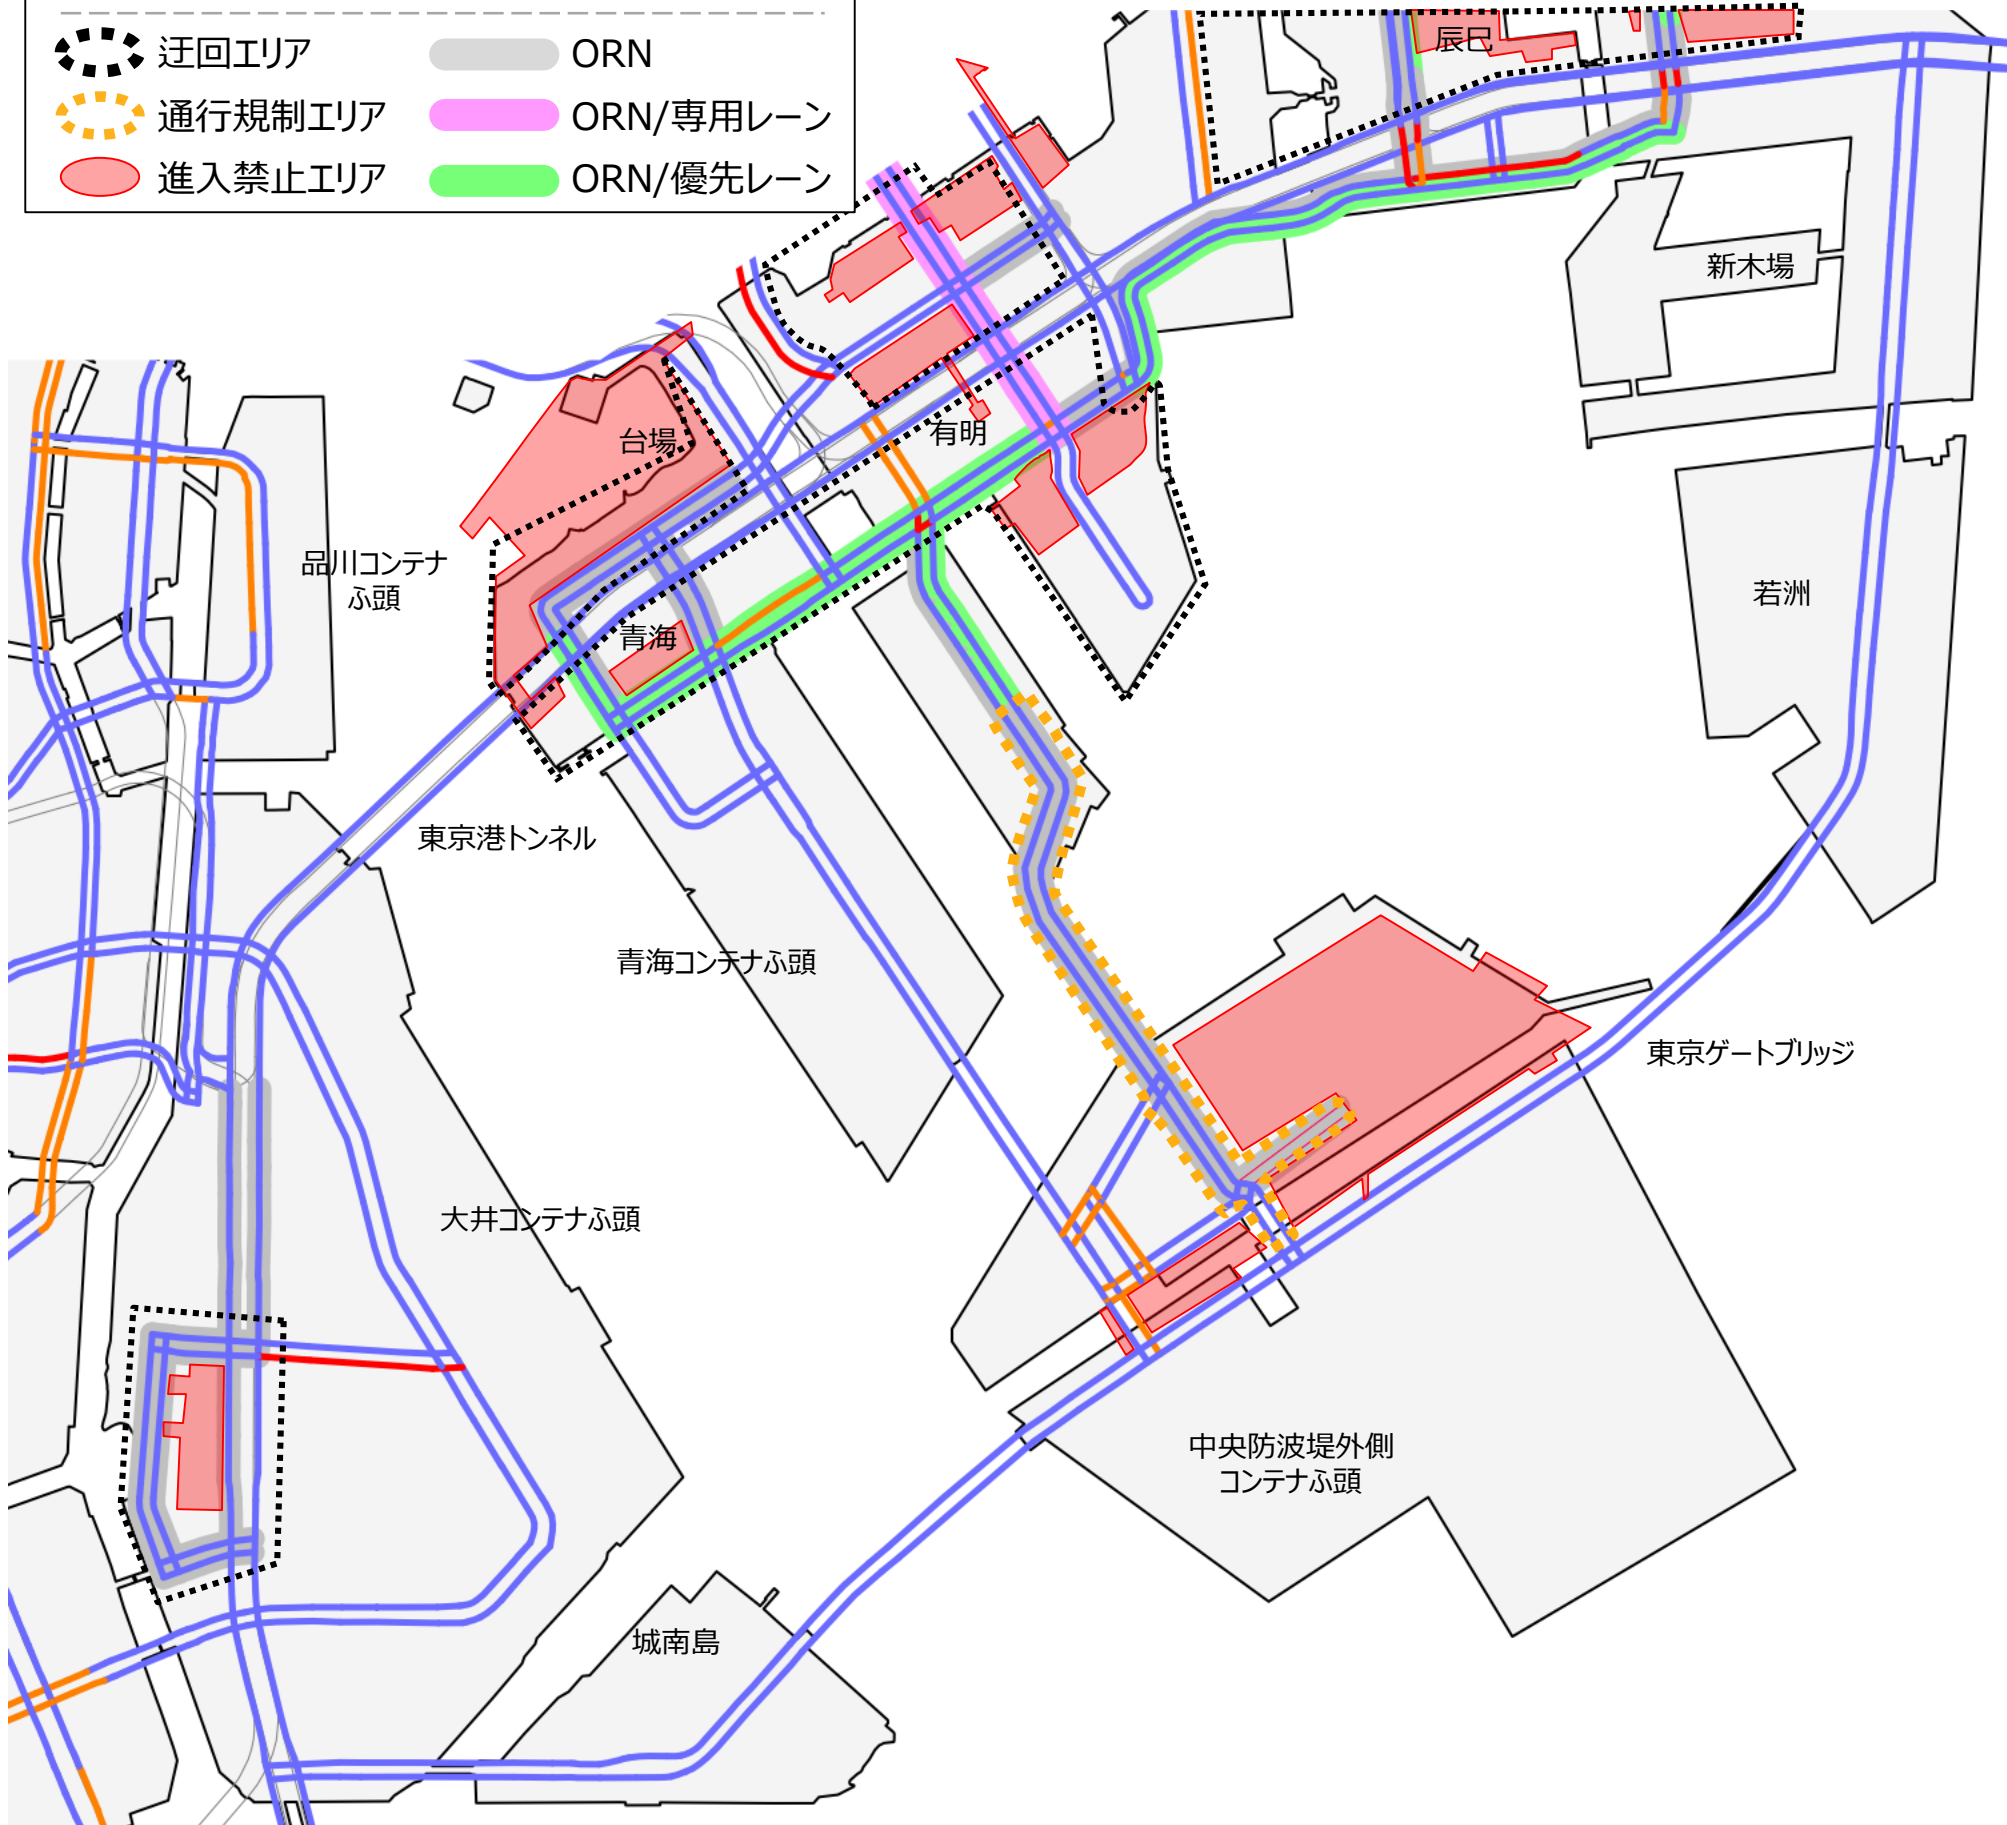 迂回エリア
ORN
通行規制エリア
ORN/専用レーン
進入禁止エリア
ORN/優先レーン
辰巳
新木場
有明
台場
品川コンテナ
ふ頭
若洲
青海
東京港トンネル
青海コンテナふ頭
東京ゲートブリッジ
大井コンテナふ頭
中央防波堤外側
コンテナふ頭
城南島